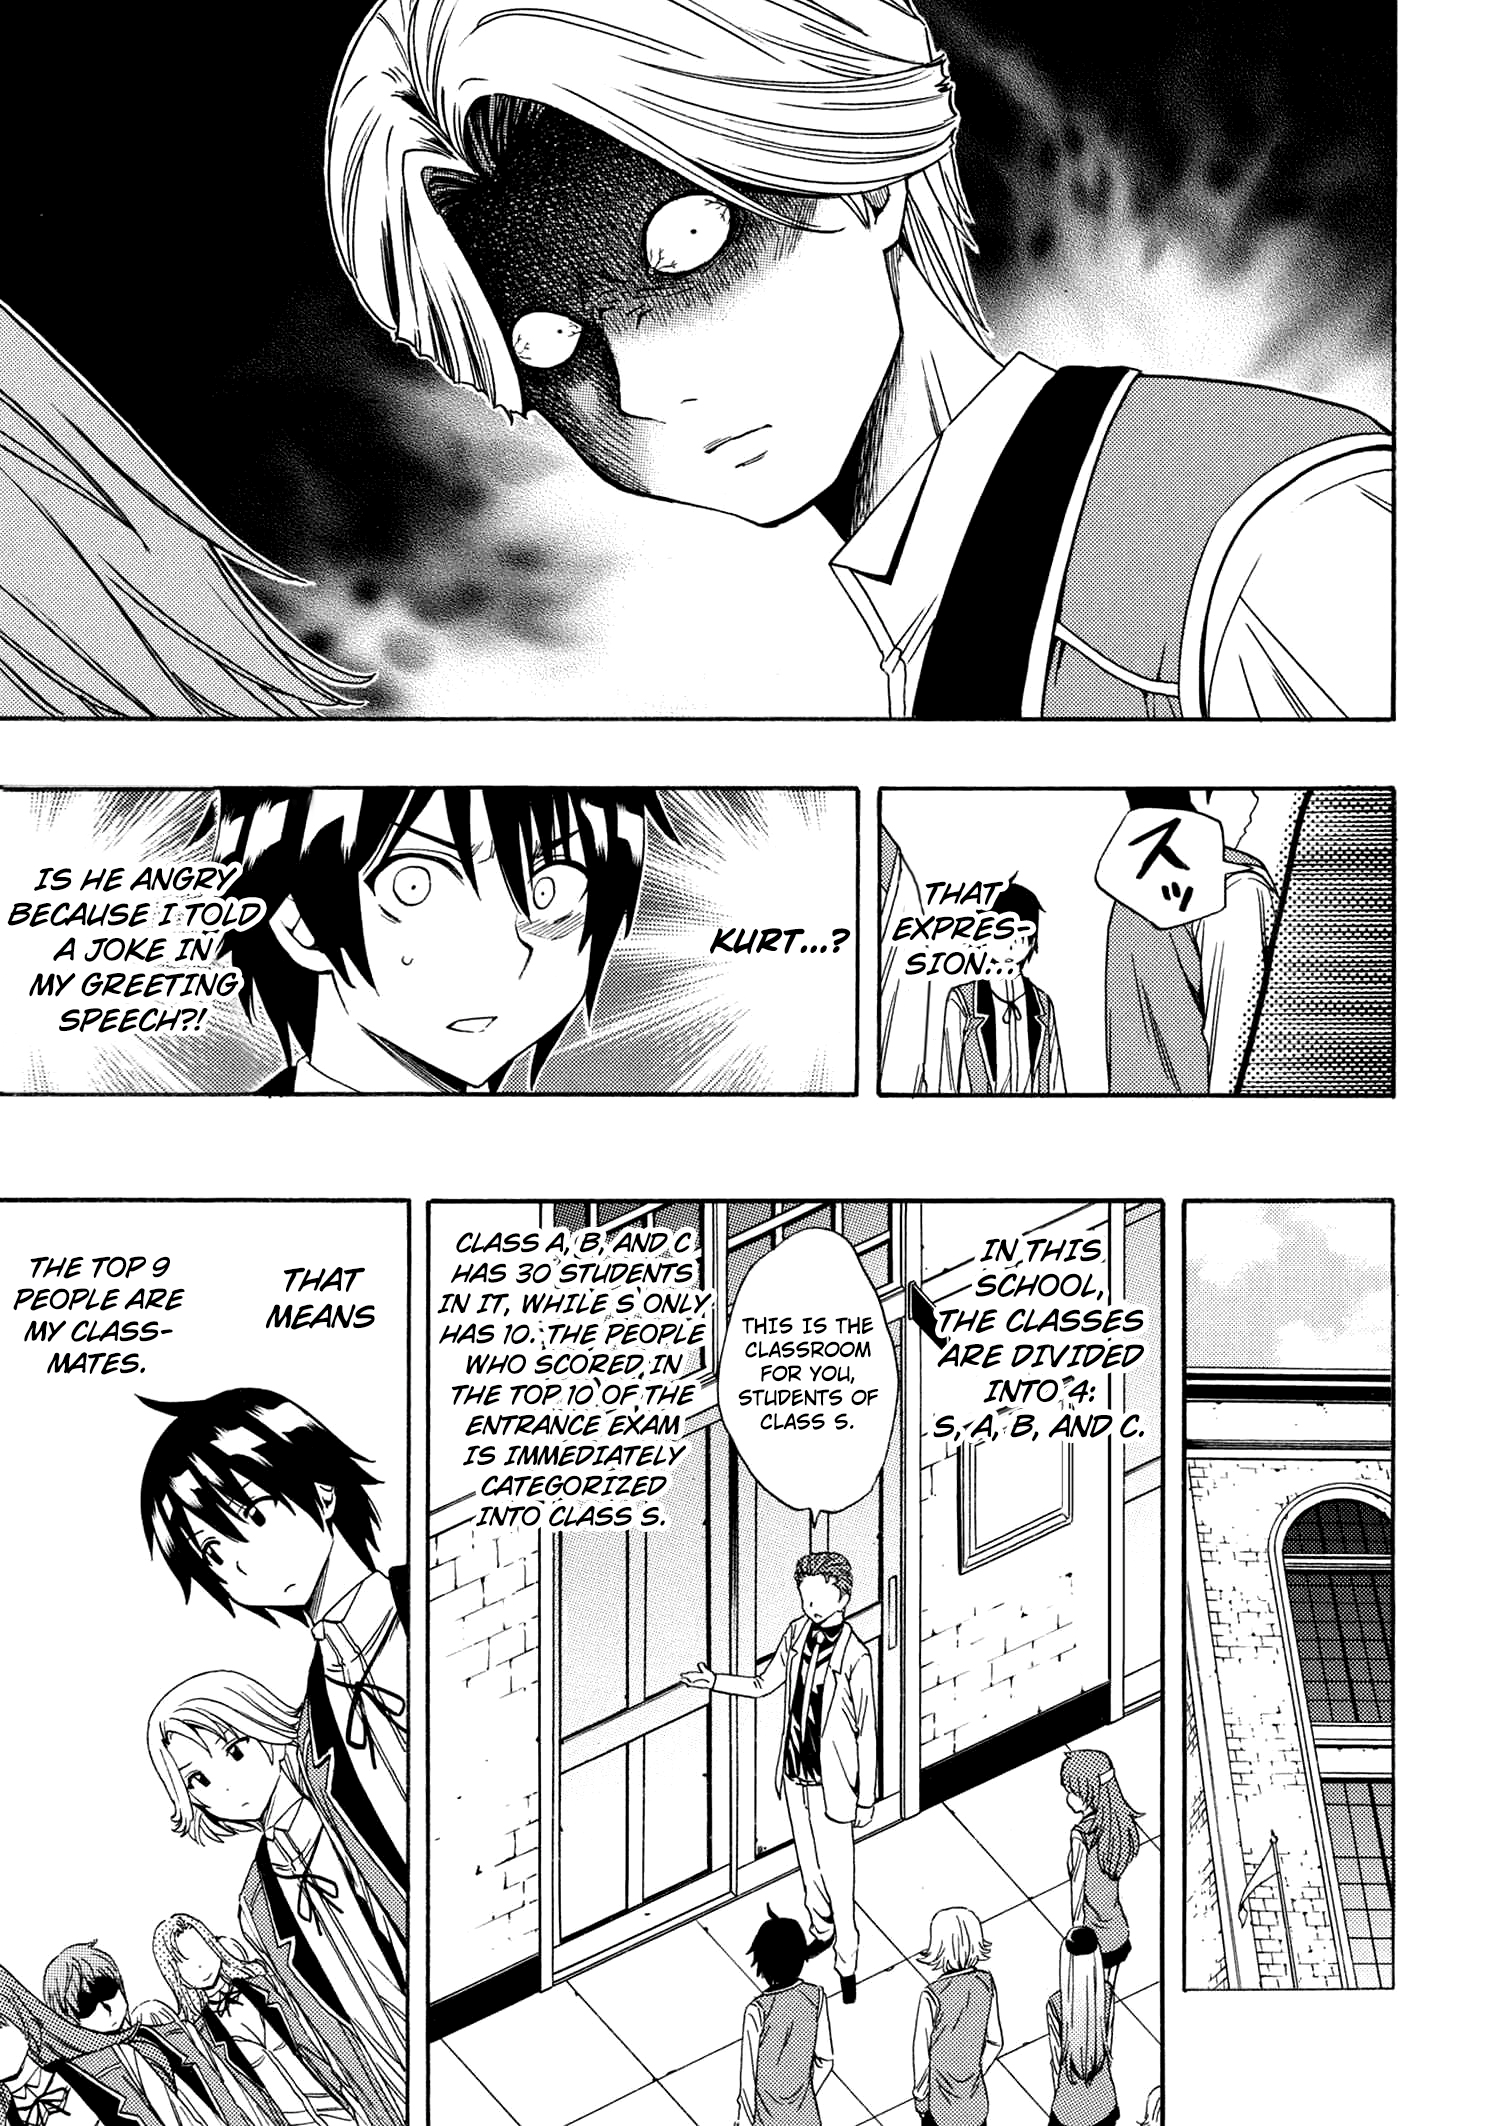 スッ
THAT
EXPRES-
SION...
KURT...?
IS HE ANGRY
BECAUSE I TOLD
A JOKE IN
MY GREETING
SPEECH?!
IN THIS
SCHOOL,
THE CLASSES
ARE DIVIDED
INTO 4:
S, A, B, AND C.
THIS IS THE
CLASSROOM
FOR YOU,
STUDENTS OF
CLASS S.
CLASS A, B, AND C
HAS 30 STUDENTS
IN IT, WHILE S ONLY
HAS 10. THE PEOPLE
WHO SCORED IN
THE TOP 10 OF THE
ENTRANCE EXAM
IS IMMEDIATELY
CATEGORIZED
INTO CLASS S.
THAT
MEANS
THE TOP 9
PEOPLE ARE
MY CLASS-
MATES.